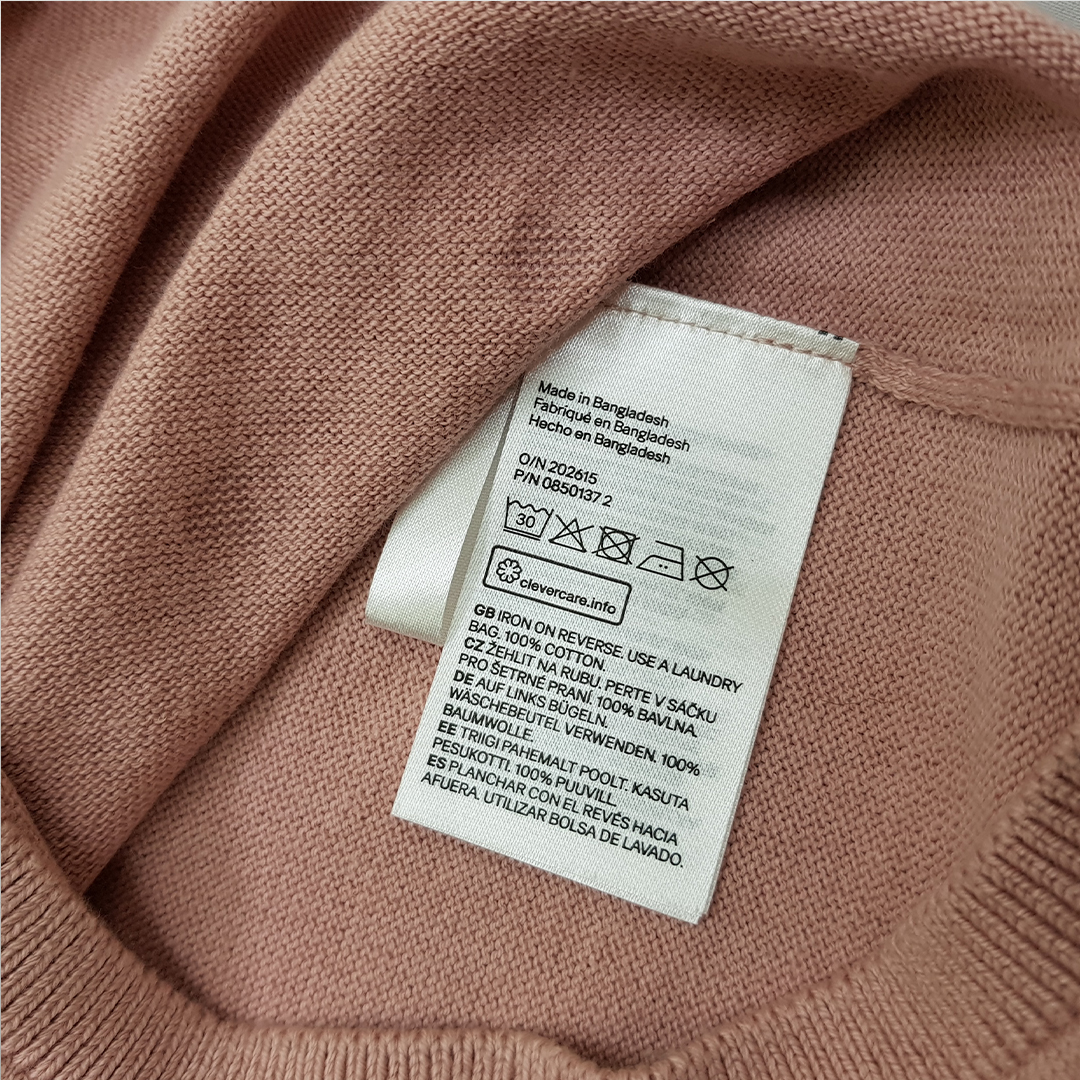 Made in Bangladesh
Fabriqué en Bangladesh
Hecho en Bangladesh
O/N 202615
P/N 0850137 2
30
clevercare.info
GB IRON ON REVERSE. USE A LAUNDRY
BAG. 100% COTTON.
CZ ŽEHLIT NA RUBU. PERTE V SÁČKU
PRO ŠETRNÉ PRANÍ. 100% BAVLNA.
DE AUF LINKS BÜGELN.
WÄSCHEBEUTEL VERWENDEN. 100%
BAUMWOLLE.
EE TRIIGI PAHEMALT POOLT. KASUTA
PESUKOTTI, 100% PUUVILL.
ES PLANCHAR CON EL REVÉS HACIA
AFUERA. UTILIZAR BOLSA DE LAVADO.